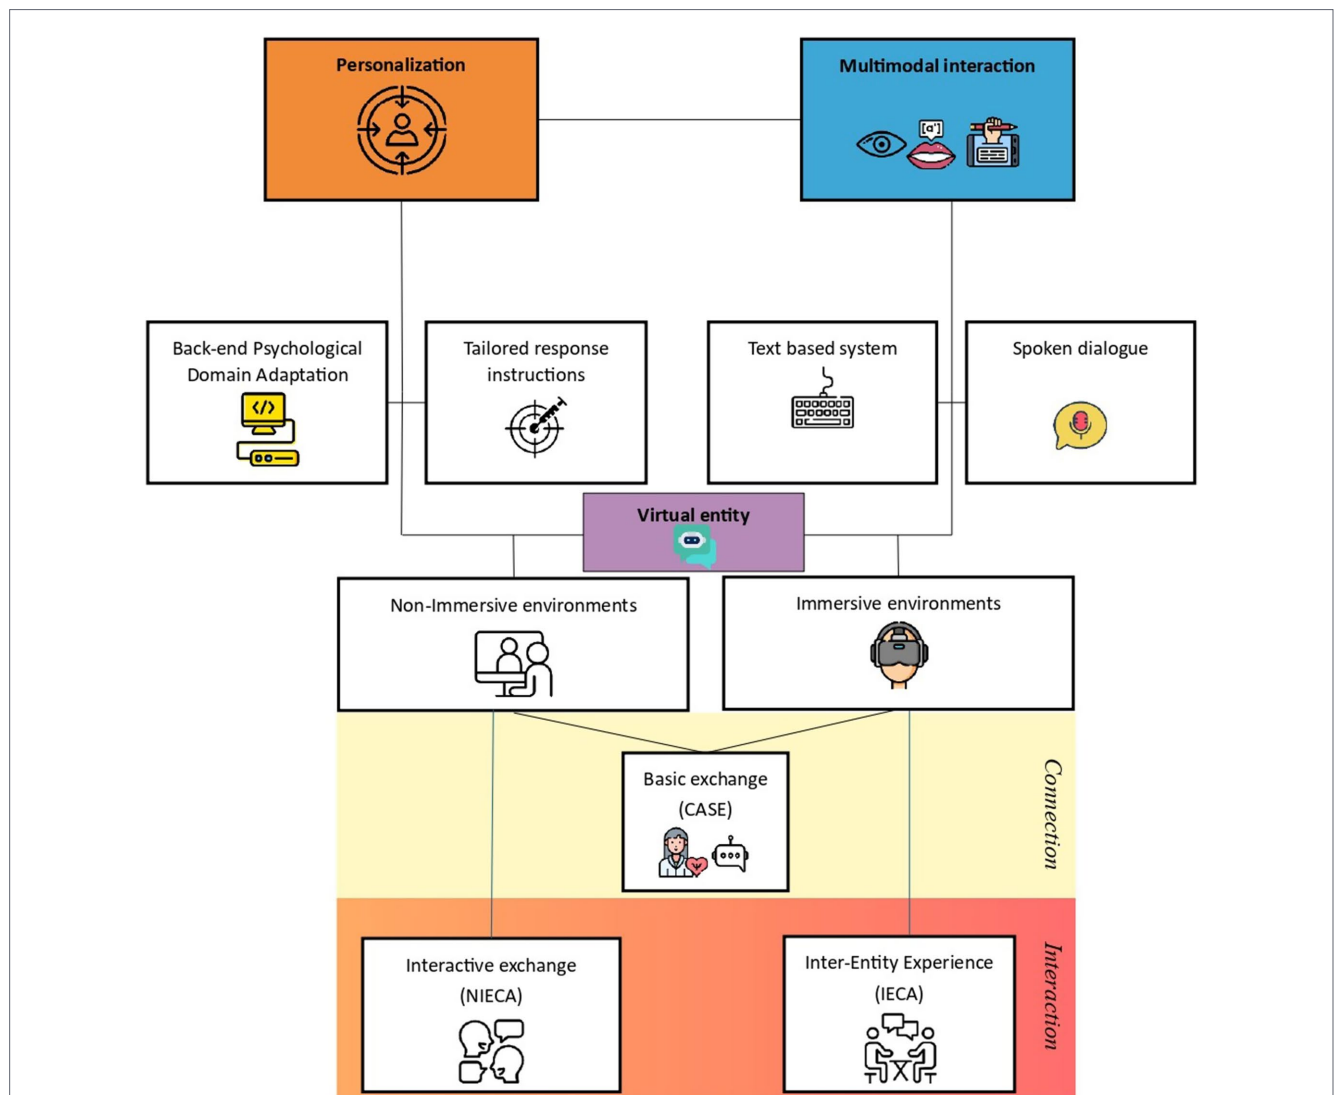 Personalization
Multimodal interaction
[a']
Back-end Psychological
Domain Adaptation
</>
Tailored response
instructions
Text based system
Spoken dialogue
Virtual entity
Non-Immersive environments
Immersive environments
Basic exchange
(CASE)
Connection
Interactive exchange
(NIECA)
Inter-Entity Experience
(IECA)
Interaction